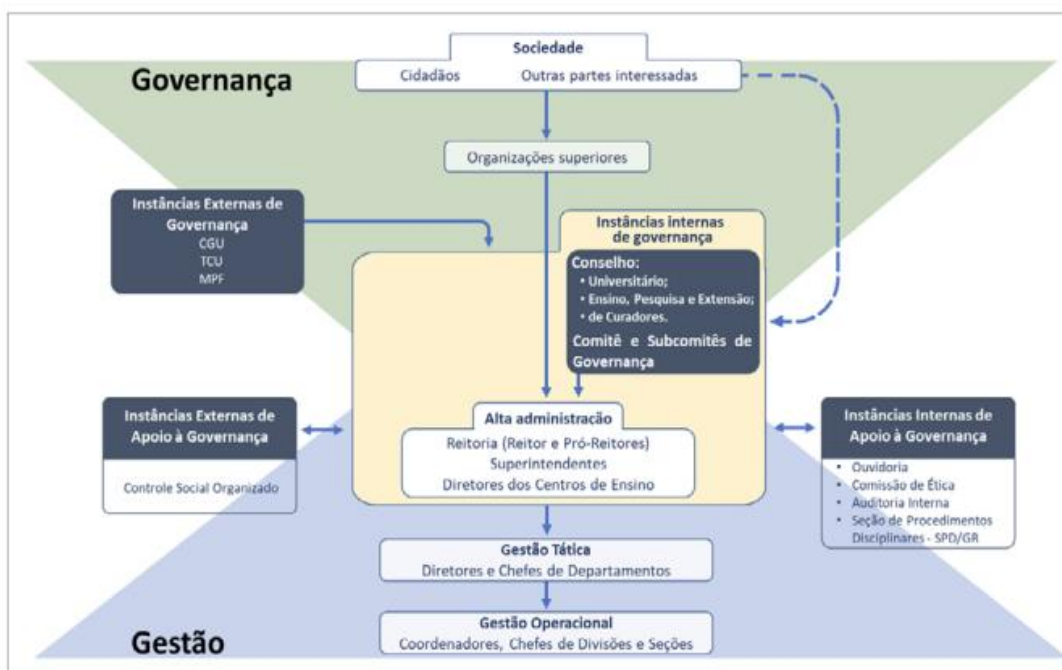 Governança
Sociedade
Cidadãos Outras partes interessadas
Organizações superiores
Instâncias Externas de
Governança
CGU
TCU
MPF
Instâncias internas
de governança
Conselho:
• Universitário;
• Ensino, Pesquisa e Extensão;
• de Curadores.
Comitê e Subcomitês de
Governança
Alta administração
Reitoria (Reitor e Pró-Reitores)
Superintendentes
Diretores dos Centros de Ensino
Instâncias Externas de
Apoio à Governança
Controle Social Organizado
Instâncias Internas de
Apoio à Governança
• Ouvidoria
• Comissão de Ética
• Auditoria Interna
• Seção de Procedimentos
Disciplinares - SPD/GR
Gestão Tática
Diretores e Chefes de Departamentos
Gestão Operacional
Coordenadores, Chefes de Divisões e Seções
Gestão